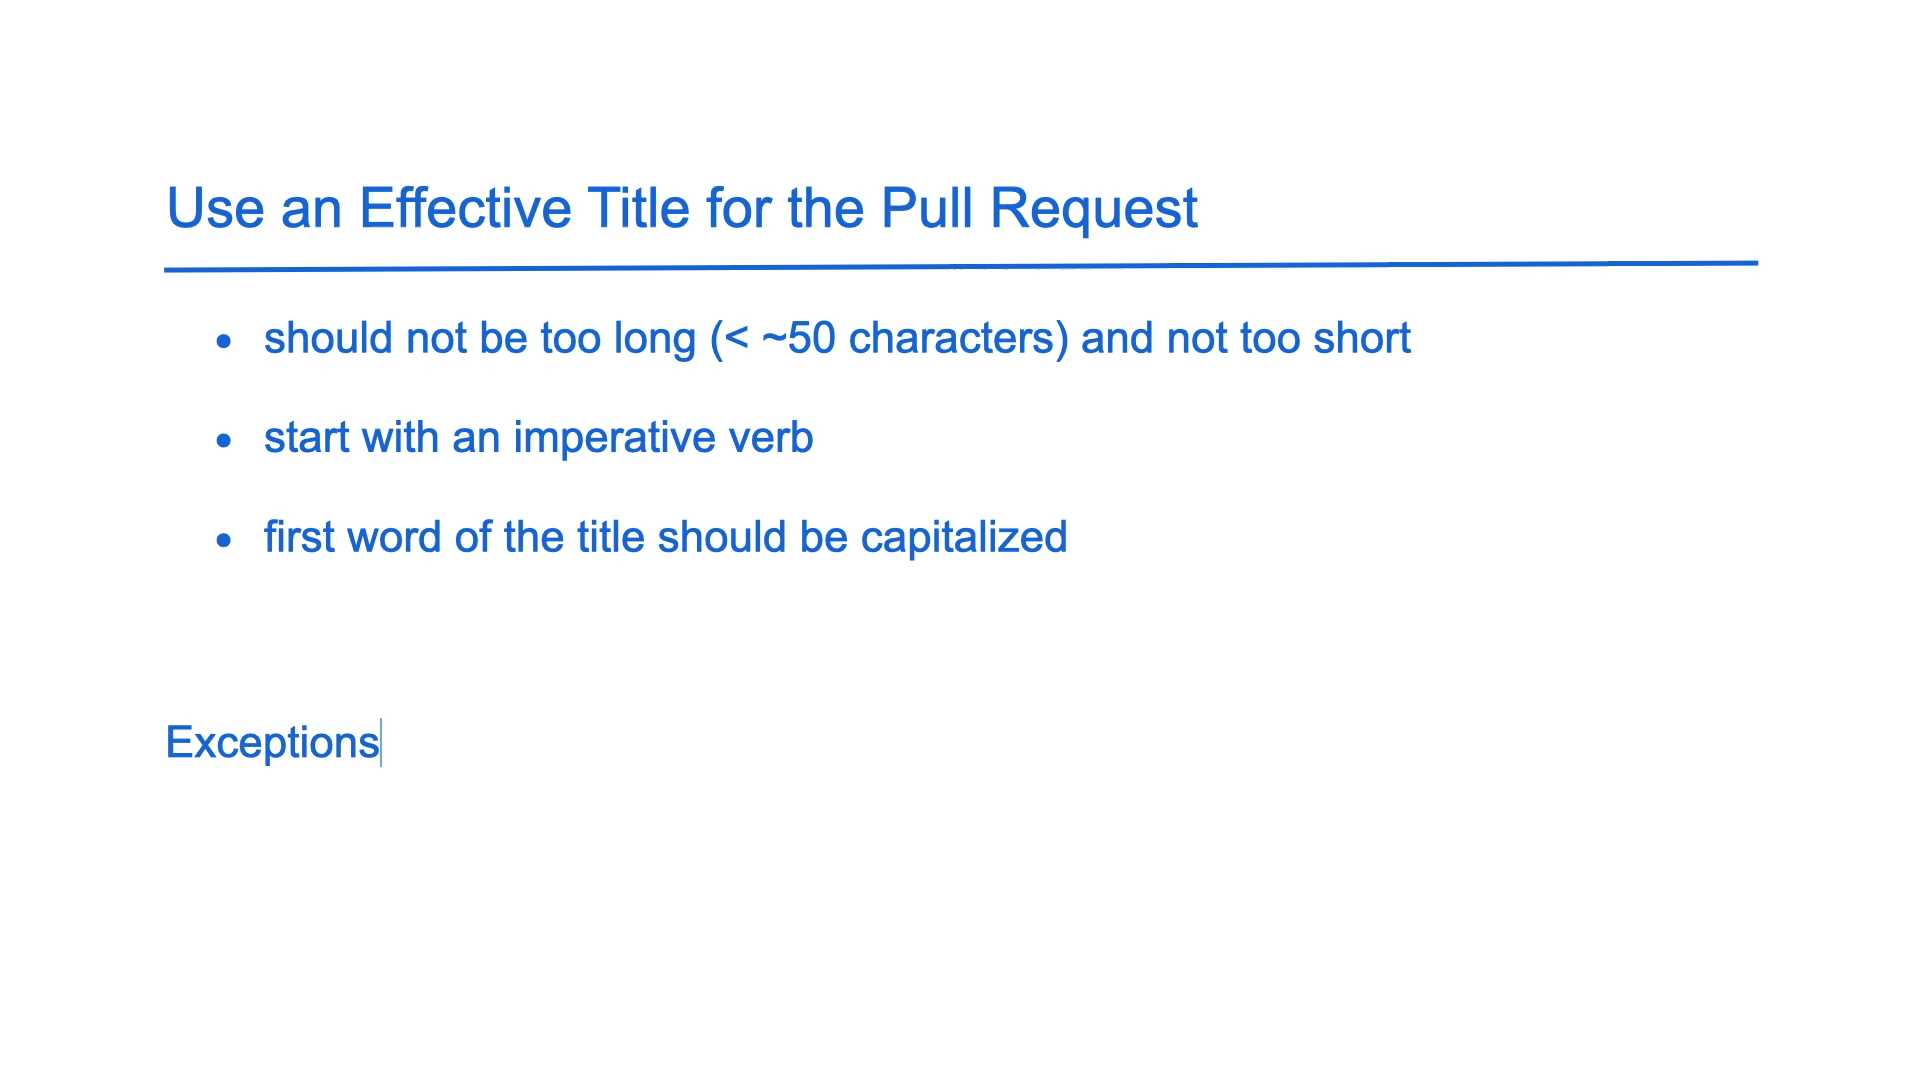 Use an Effective Title for the Pull Request
• should not be too long (< ~50 characters) and not too short
• start with an imperative verb
• first word of the title should be capitalized
Exceptions